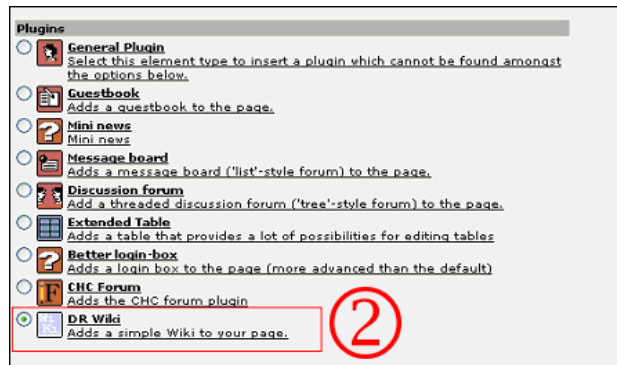 Plugins
General Plugin
Select this element type to insert a plugin which cannot be found amongst
the options below.
Guestbook
Adds a guestbook to the page.
Mini news
Mini news
Message board
Adds a message board ('list'-style forum) to the page.
Discussion forum
Add a threaded discussion forum ('tree'-style forum) to the page.
Extended Table
Adds a table that provides a lot of possibilities for editing tables
Better login-box
Adds a login box to the page (more advanced than the default)
CHC Forum
Adds the CHC forum plugin
DR Wiki
Adds a simple Wiki to your page.
2